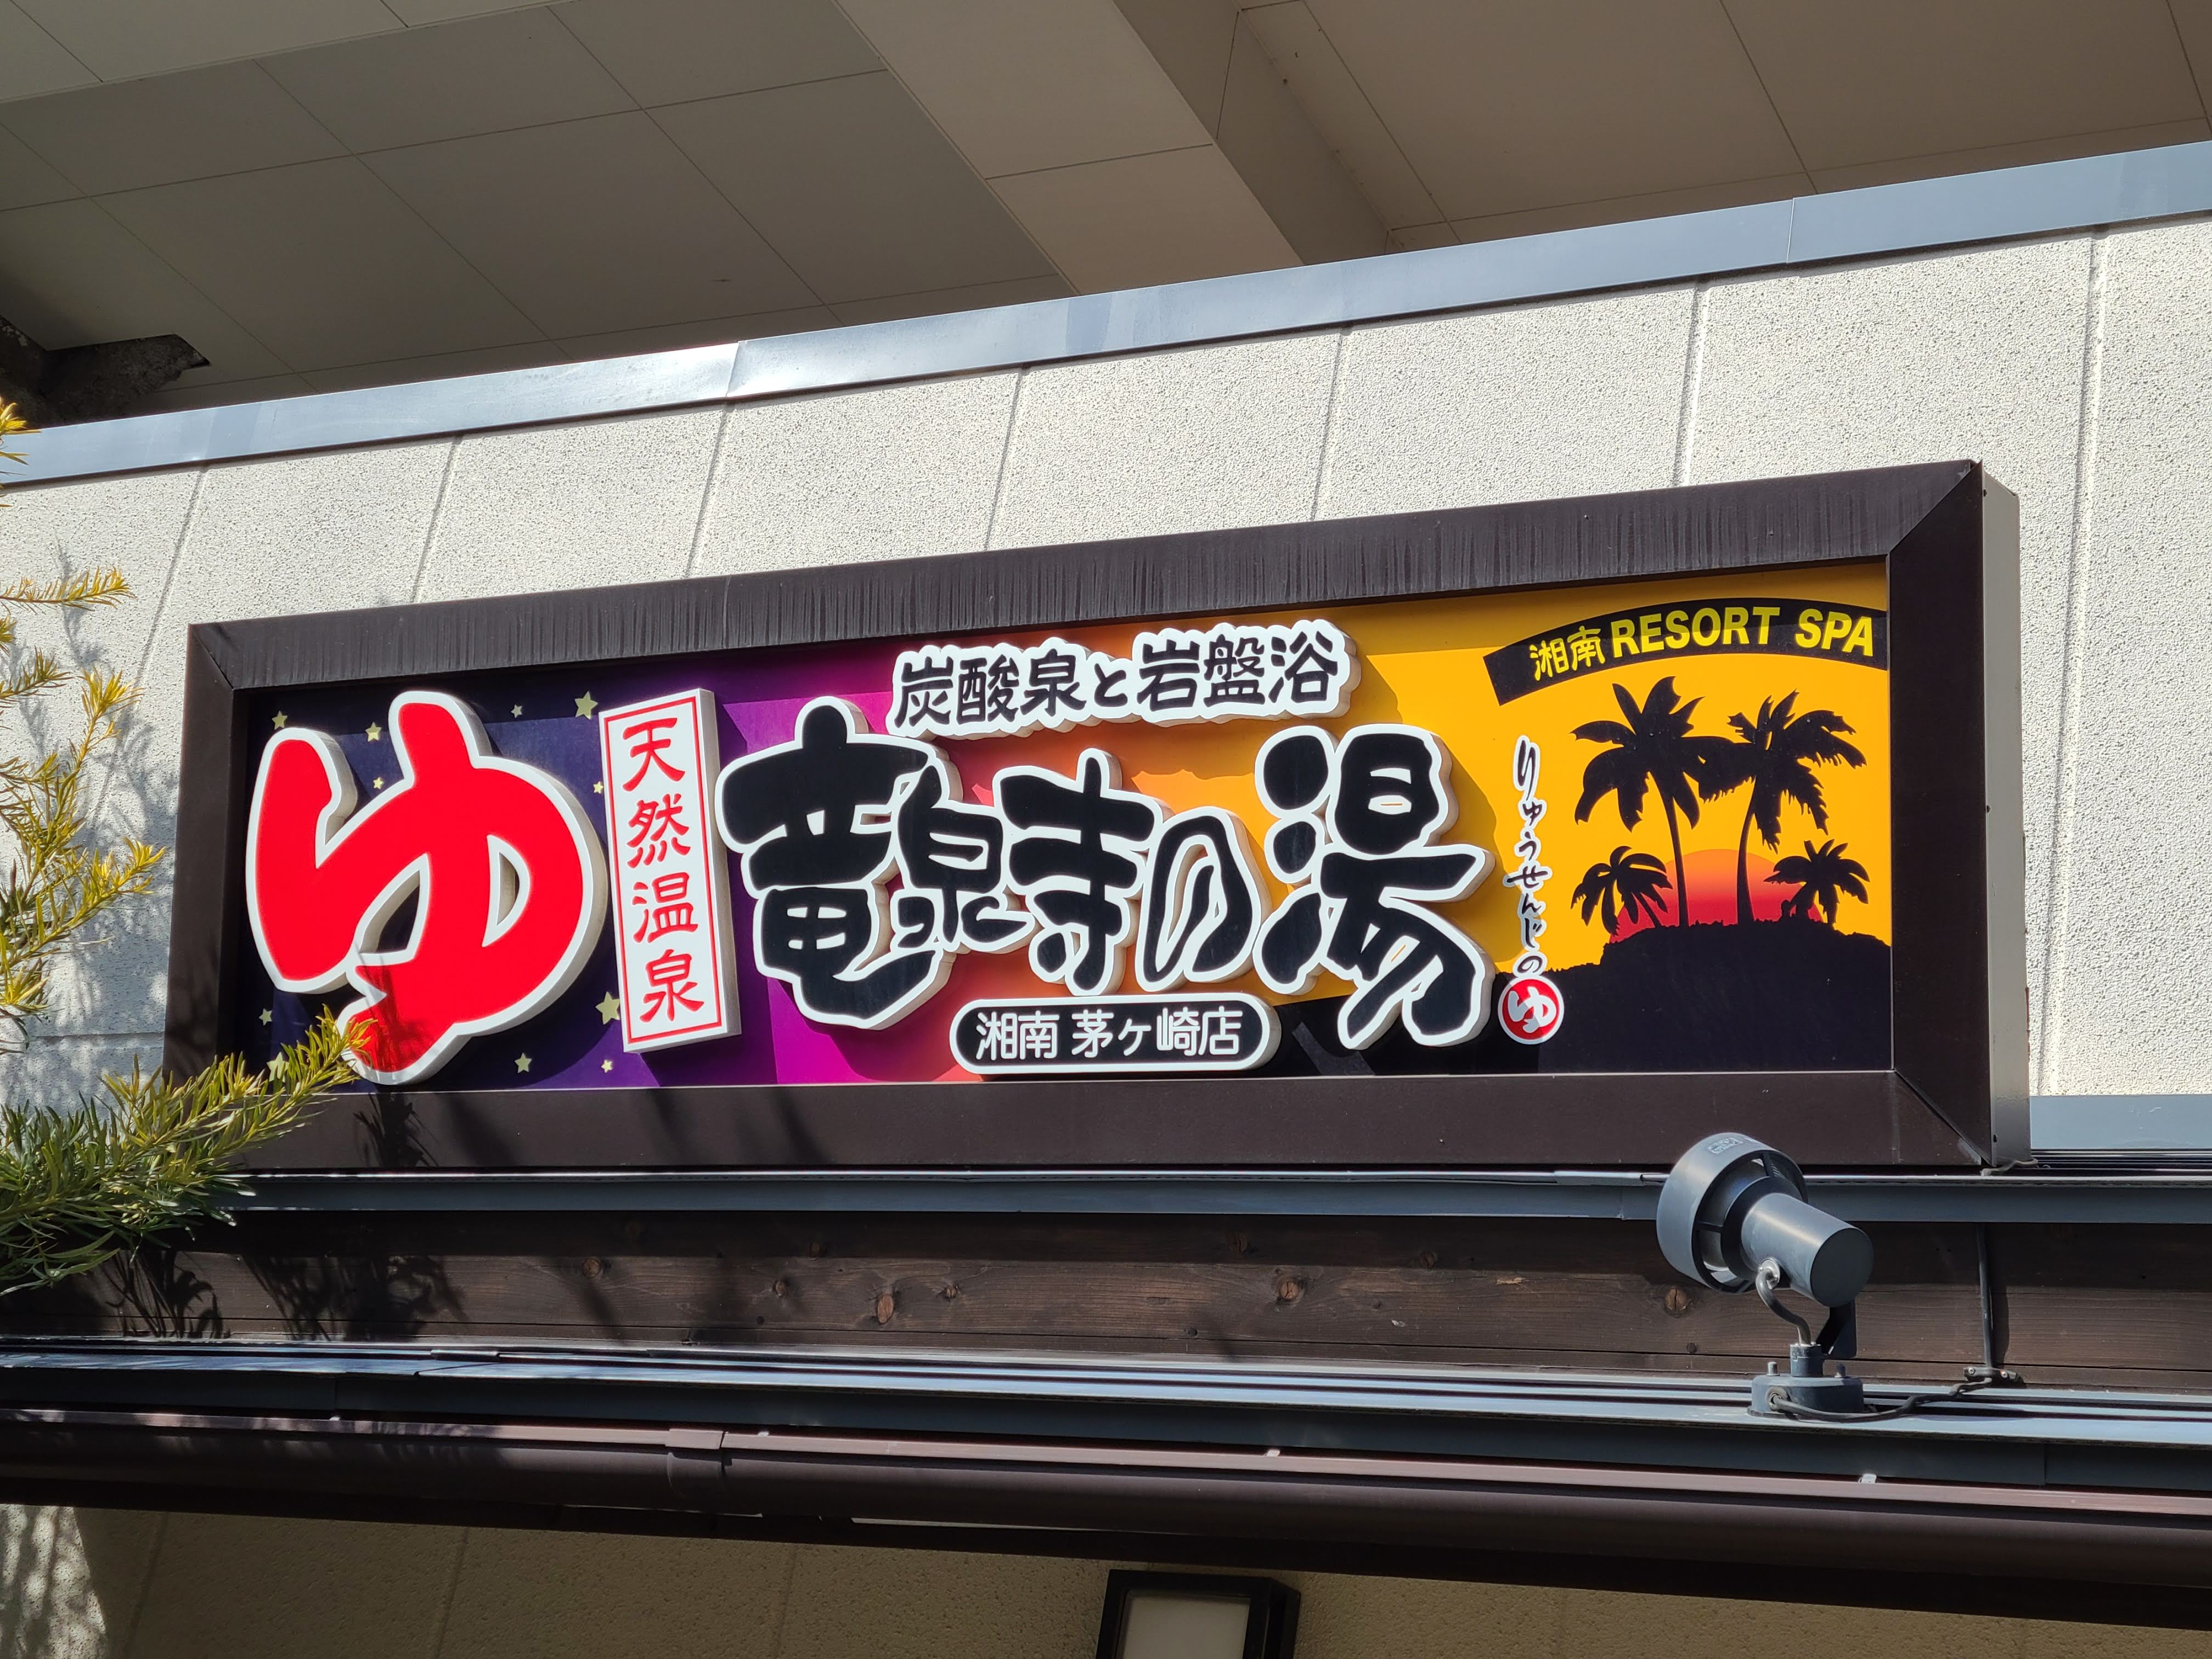 ゆ
天然温泉
炭酸泉と岩盤浴
竜泉寺の湯
湘南 茅ヶ崎店
りゅうせんじの
ゆ
湘南 RESORT SPA